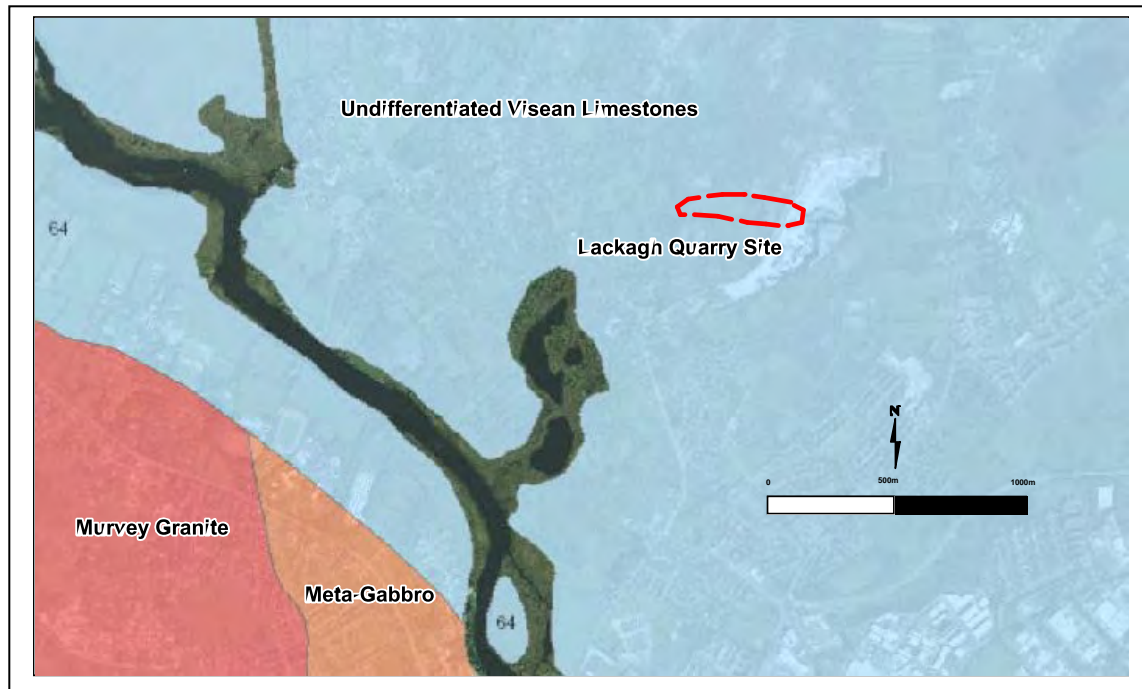 Undifferentiated Visean Limestones
64
Lackagh Quarry Site
N
0 500m 1000m
Murvey Granite
Meta-Gabbro
64